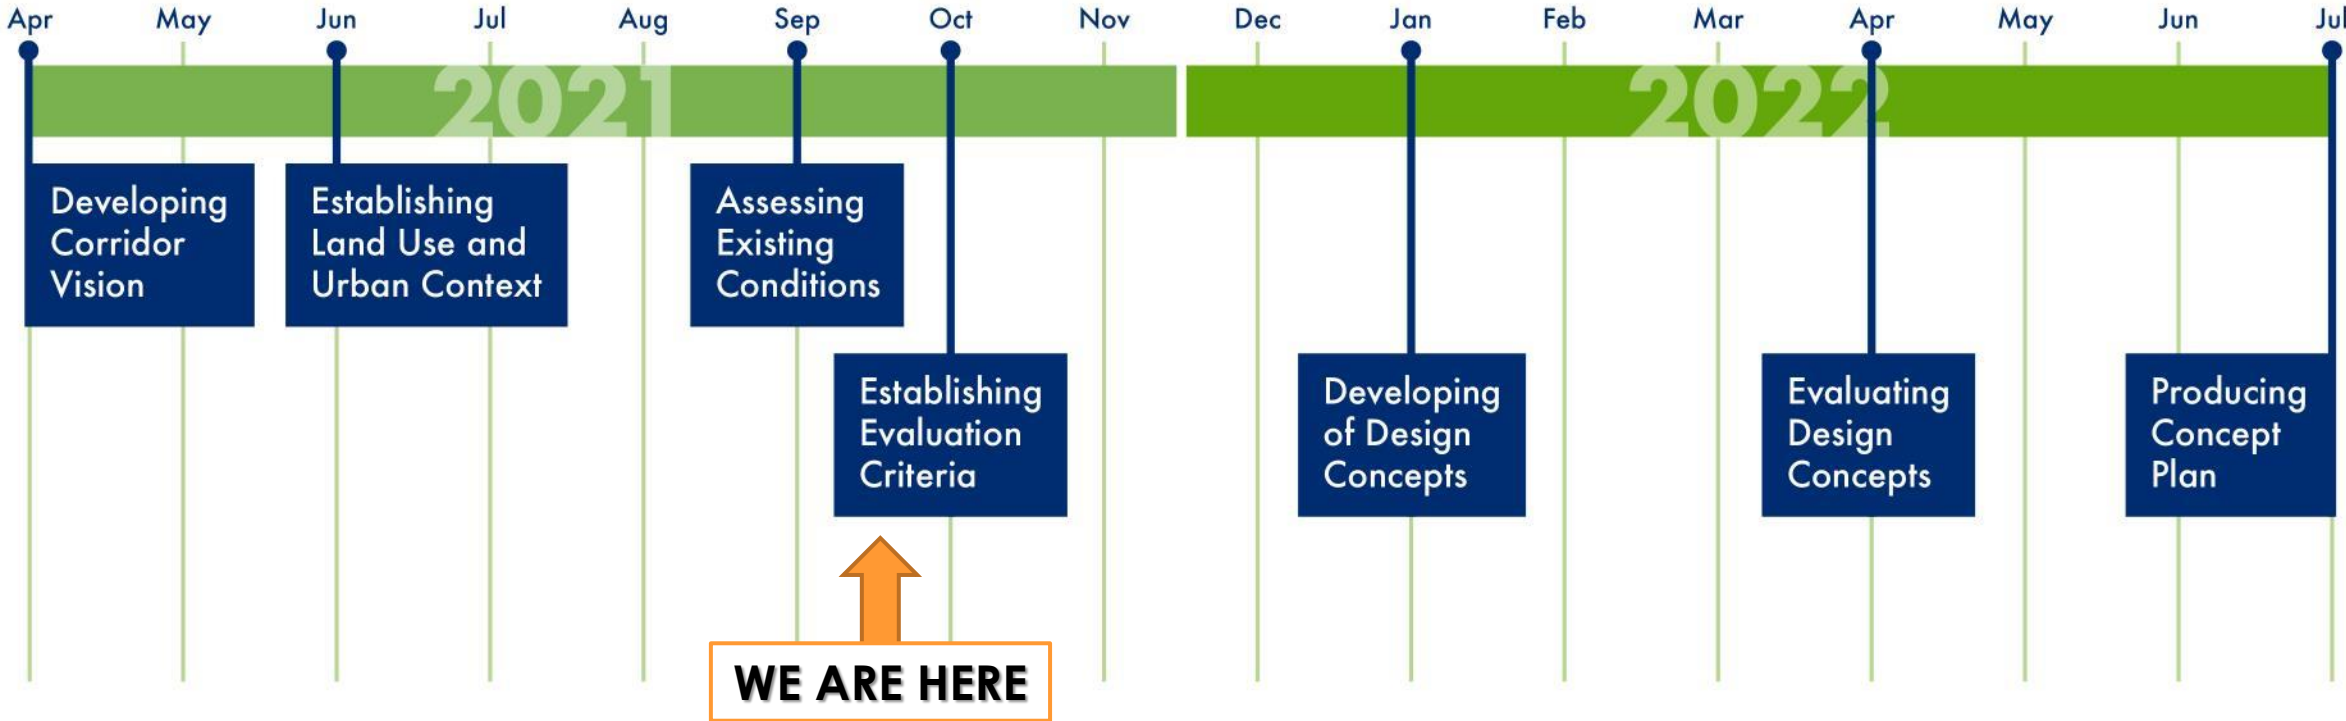 Apr May Jun Jul Aug Sep Oct Nov Dec Jan Feb Mar Apr May Jun Jul
2021 2022
Developing
Corridor
Vision
Establishing
Land Use and
Urban Context
Assessing
Existing
Conditions
Establishing
Evaluation
Criteria
Developing
of Design
Concepts
Evaluating
Design
Concepts
Producing
Concept
Plan
WE ARE HERE